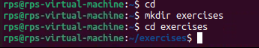 rps@rps-virtual-machine:~$ cd
rps@rps-virtual-machine:~$ mkdir exercises
rps@rps-virtual-machine:~$ cd exercises
rps@rps-virtual-machine:~/exercises$